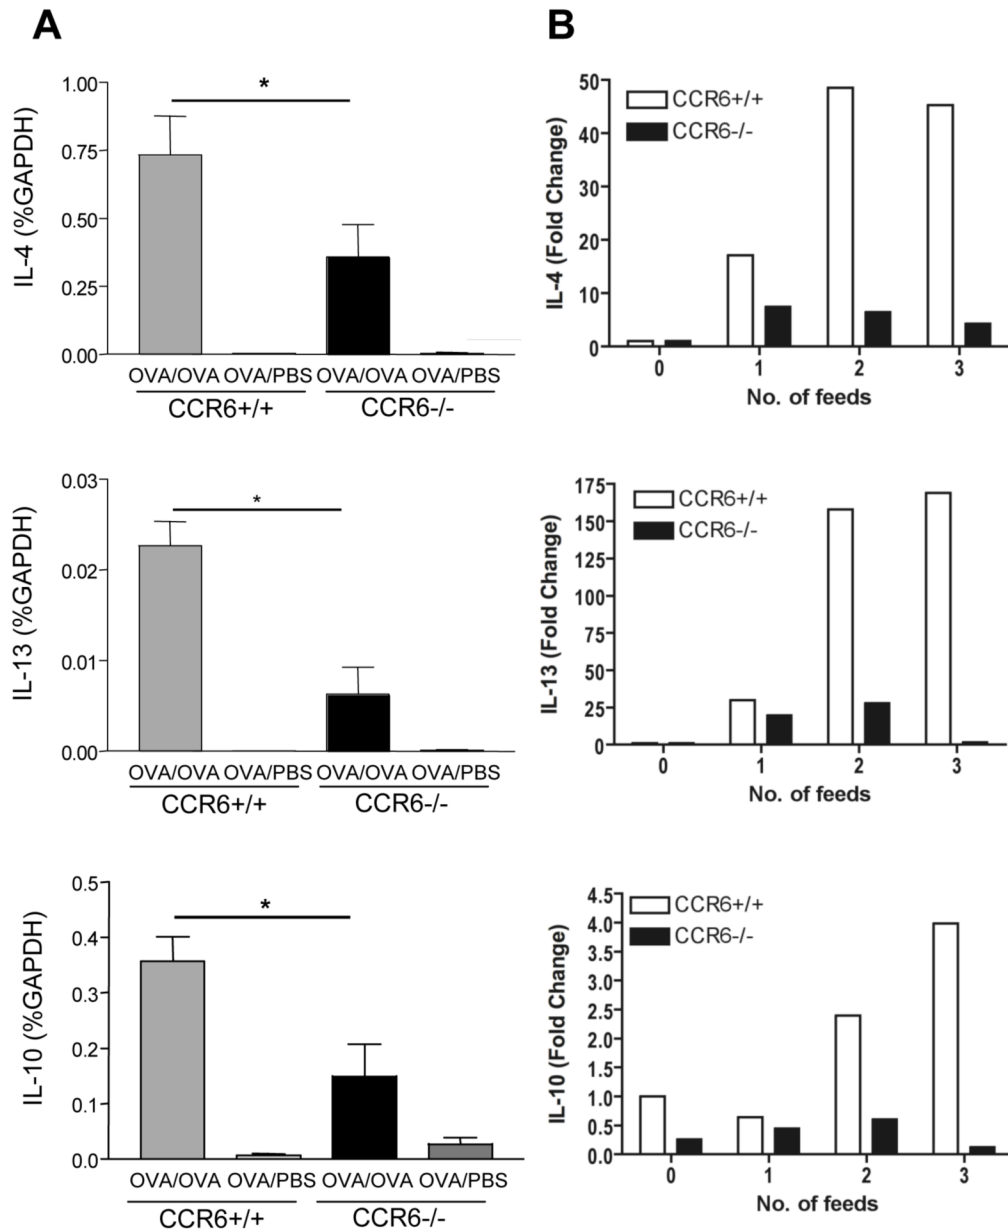 A
B
IL-4 (%GAPDH)
1.00
0.75
0.50
0.25
0.00
*
OVA/OVA OVA/PBS OVA/OVA OVA/PBS
CCR6+/+ CCR6-/-
IL-4 (Fold Change)
50
40
30
20
10
0
CCR6+/+
CCR6-/-
0 1 2 3
No. of feeds
IL-13 (%GAPDH)
0.03
0.02
0.01
0.00
*
OVA/OVA OVA/PBS OVA/OVA OVA/PBS
CCR6+/+ CCR6-/-
IL-13 (Fold Change)
175
150
125
100
75
50
25
0
CCR6+/+
CCR6-/-
0 1 2 3
No. of feeds
IL-10 (%GAPDH)
0.5
0.4
0.3
0.2
0.1
0.0
*
OVA/OVA OVA/PBS OVA/OVA OVA/PBS
CCR6+/+ CCR6-/-
IL-10 (Fold Change)
4.5
4.0
3.5
3.0
2.5
2.0
1.5
1.0
0.5
0.0
CCR6+/+
CCR6-/-
0 1 2 3
No. of feeds